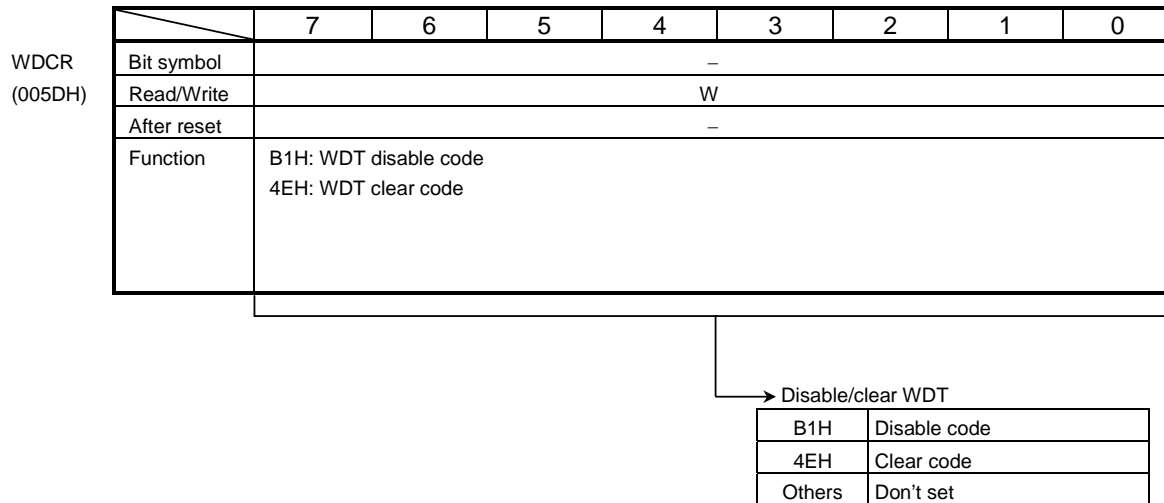 7 6 5 4 3 2 1 0
WDCR Bit symbol –
(005DH) Read/Write W
After reset –
Function B1H: WDT disable code
4EH: WDT clear code
Disable/clear WDT
B1H Disable code
4EH Clear code
Others Don’t set